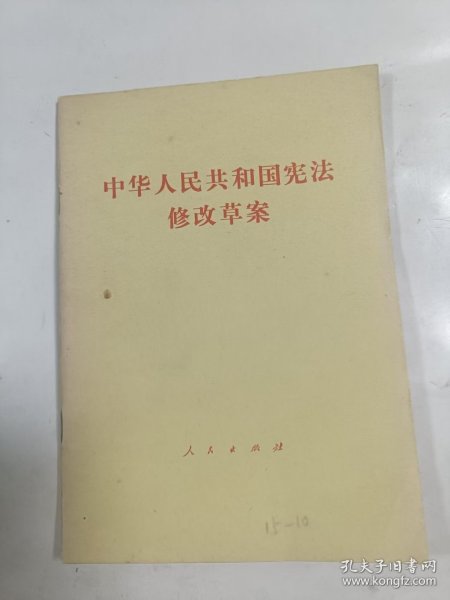 中华人民共和国宪法
修改草案
人民出版社
15-10
孔夫子旧书网
www.kongfz.com